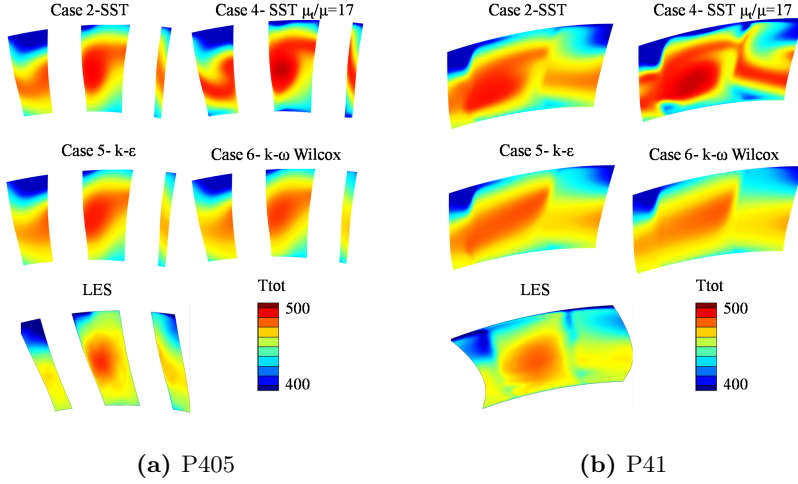 Case 2-SST
Case 4- SST μt/μ=17
Case 5- k-ε
Case 6- k-ω Wilcox
LES
Ttot
500
400
(a) P405
Case 2-SST
Case 4- SST μt/μ=17
Case 5- k-ε
Case 6- k-ω Wilcox
LES
Ttot
500
400
(b) P41